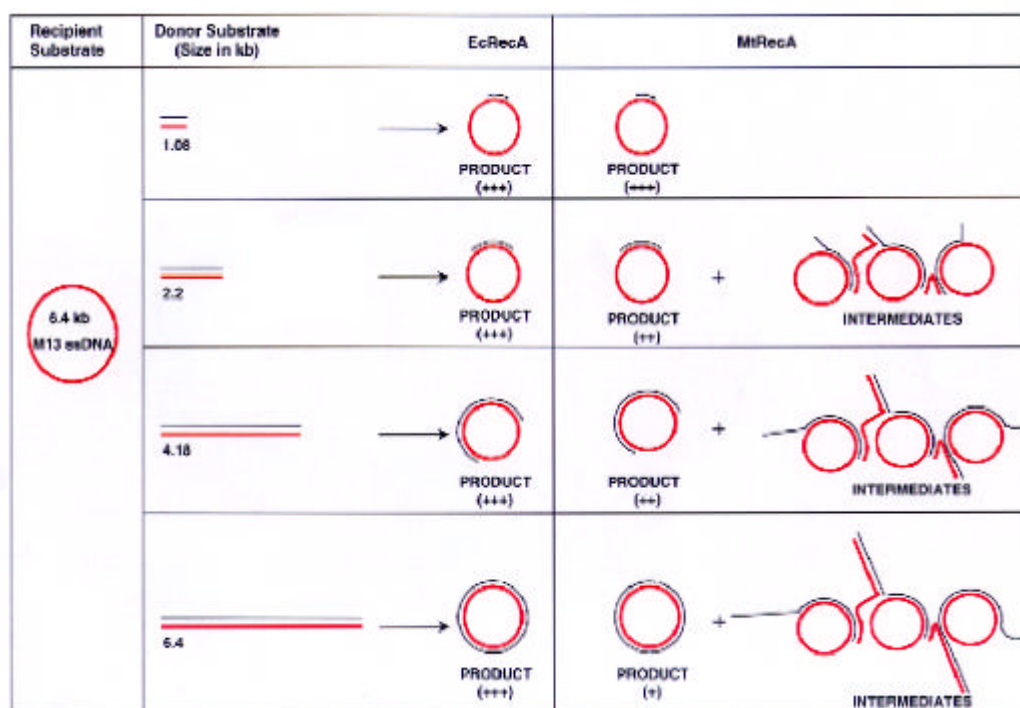 Recipient
Substrate
Donor Substrate
(Size in kb)
EcRecA
MtRecA
1.08
PRODUCT
(+++)
PRODUCT
(+++)
2.2
PRODUCT
(+++)
PRODUCT
(++)
+
INTERMEDIATES
6.4 kb
M13 ssDNA
4.18
PRODUCT
(+++)
PRODUCT
(++)
+
INTERMEDIATES
6.4
PRODUCT
(+++)
PRODUCT
(+)
+
INTERMEDIATES